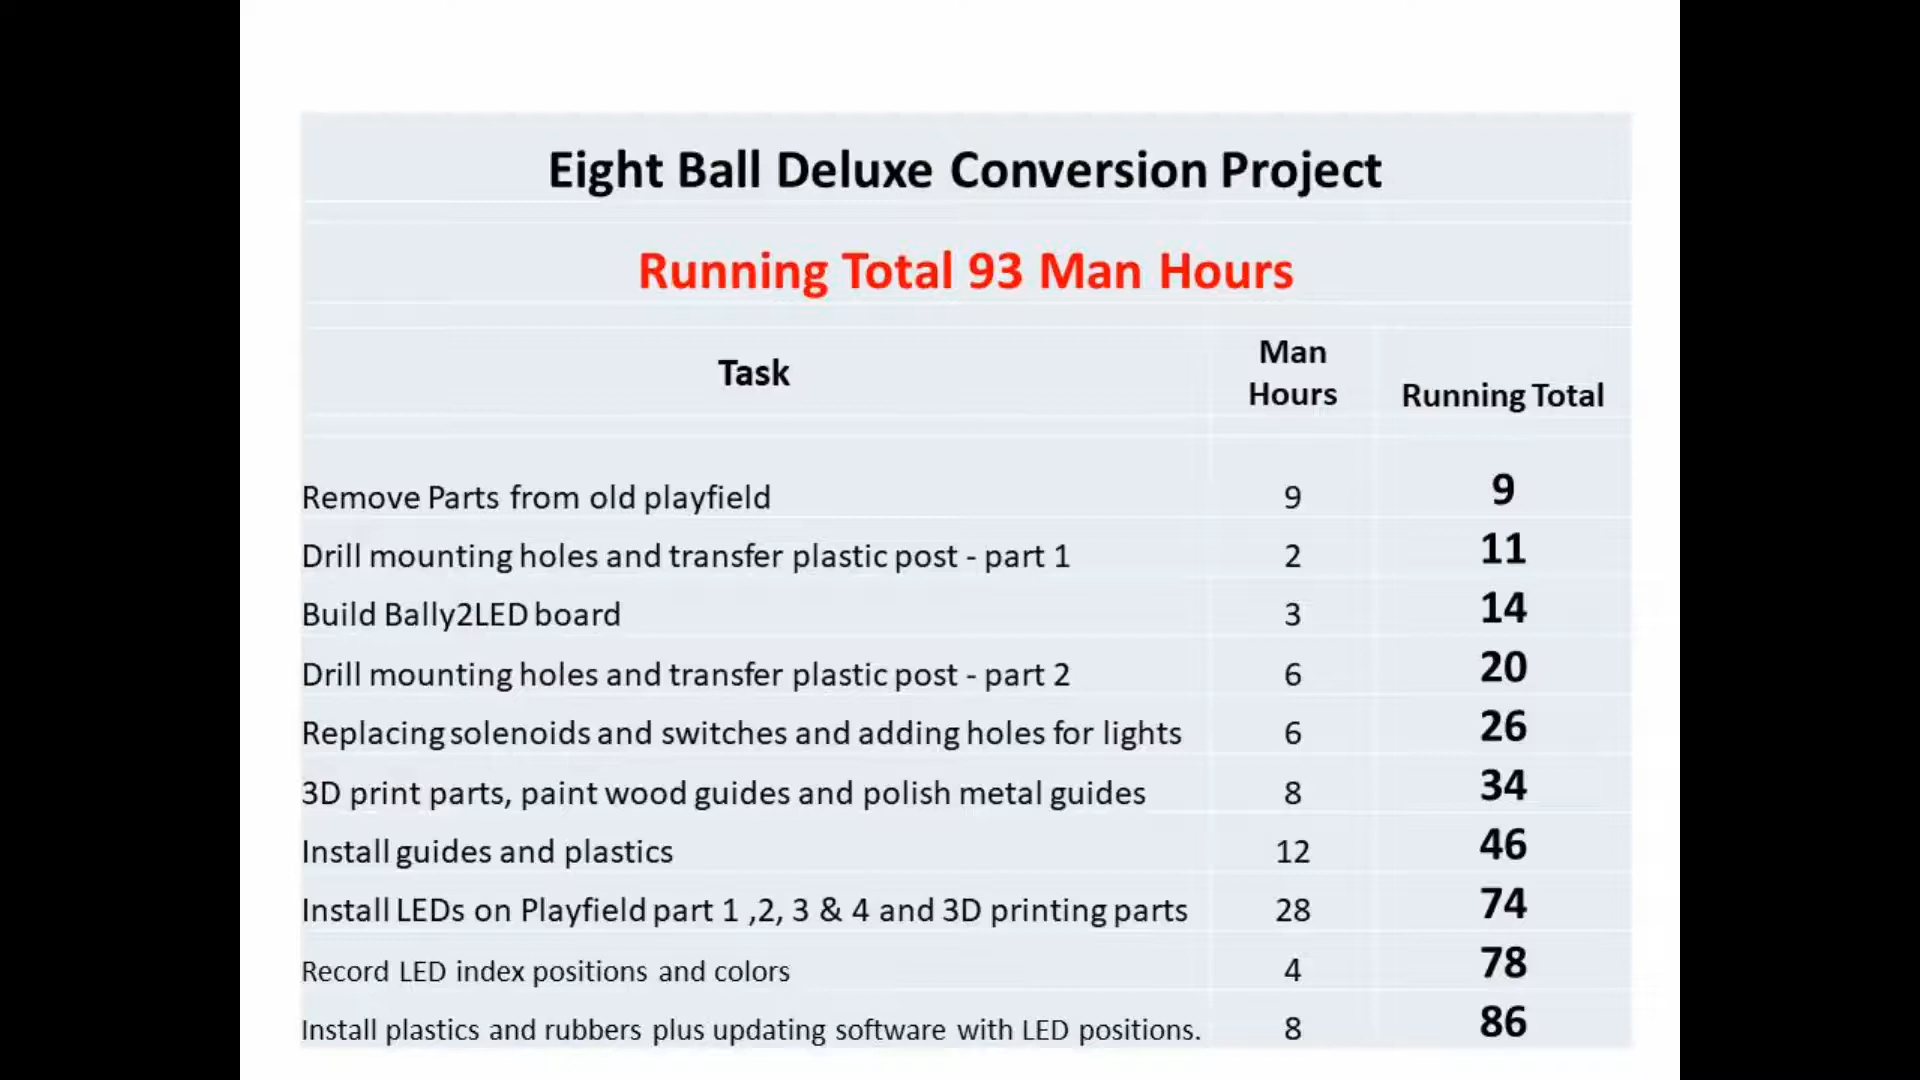 Eight Ball Deluxe Conversion Project
Running Total 93 Man Hours
Task Man Hours Running Total
Remove Parts from old playfield 9 9
Drill mounting holes and transfer plastic post - part 1 2 11
Build Bally2LED board 3 14
Drill mounting holes and transfer plastic post - part 2 6 20
Replacing solenoids and switches and adding holes for lights 6 26
3D print parts, paint wood guides and polish metal guides 8 34
Install guides and plastics 12 46
Install LEDs on Playfield part 1 ,2, 3 & 4 and 3D printing parts 28 74
Record LED index positions and colors 4 78
Install plastics and rubbers plus updating software with LED positions. 8 86